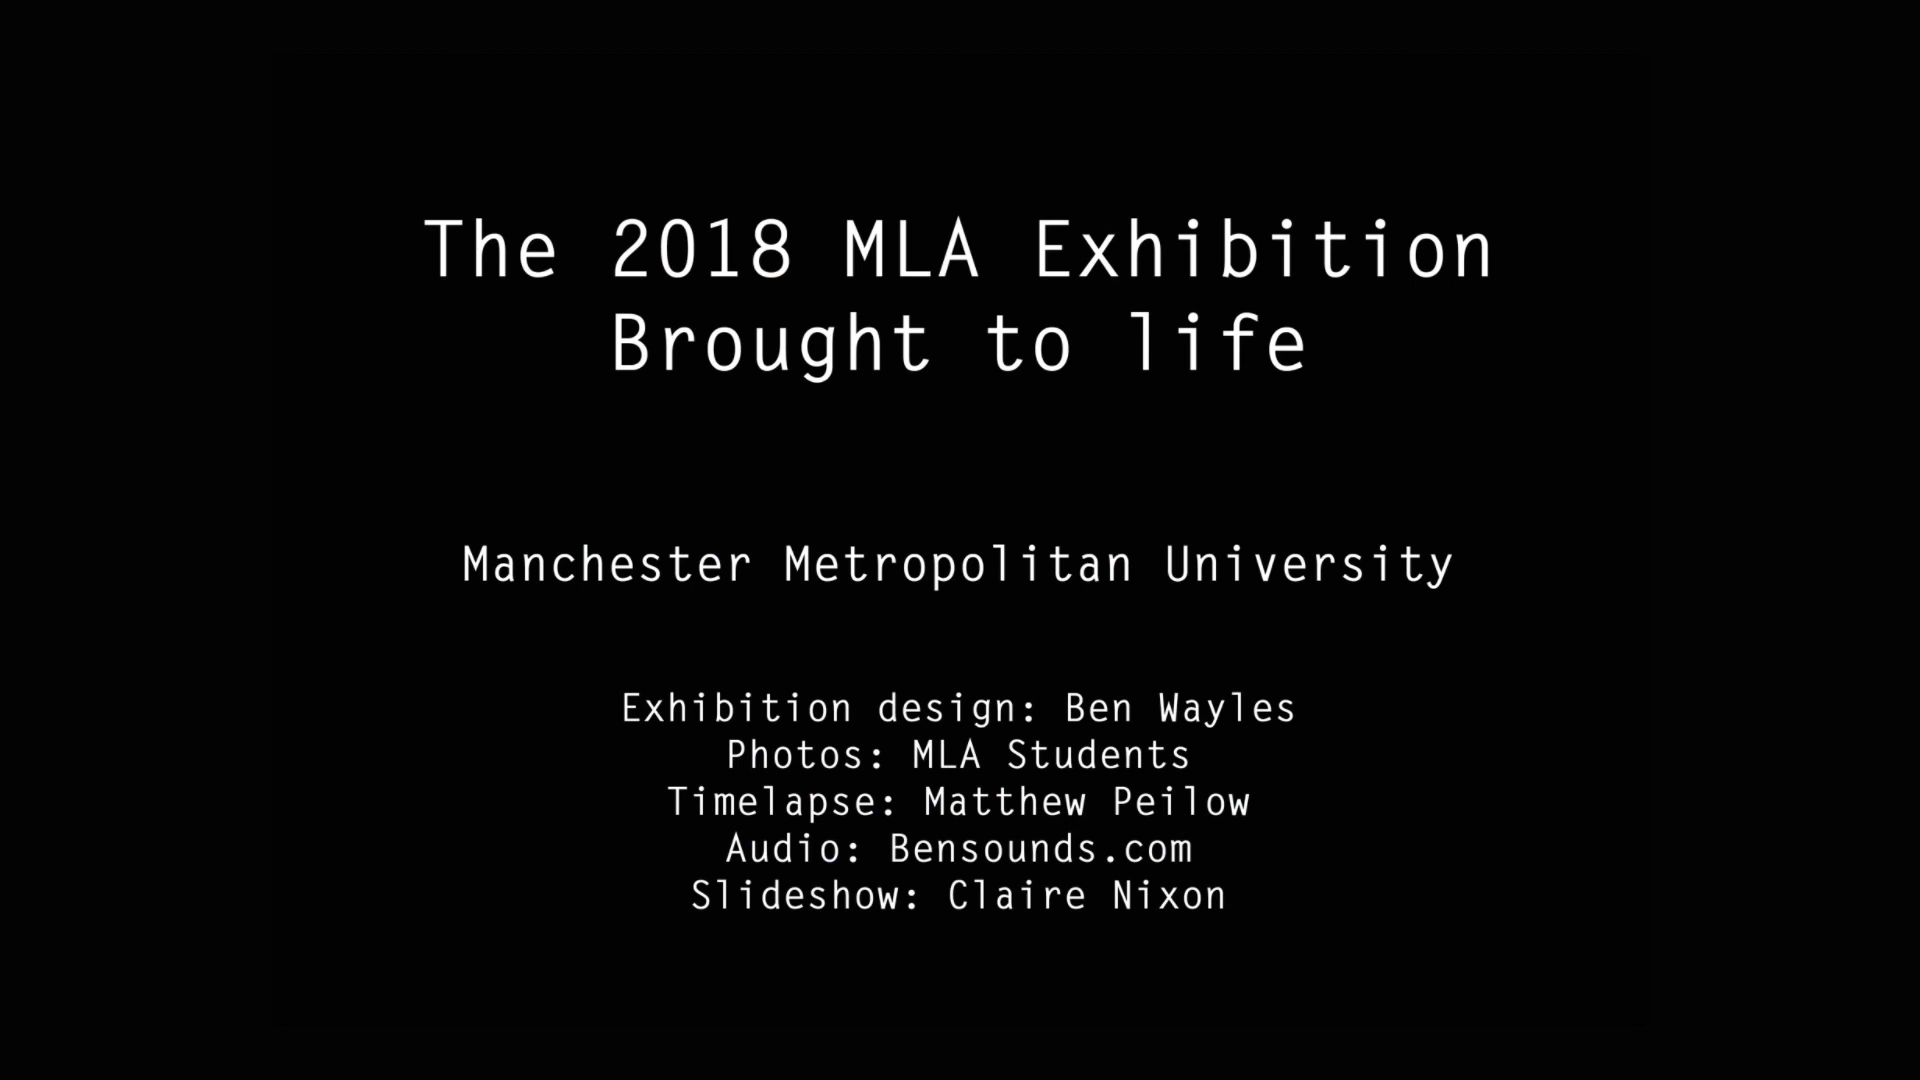 The 2018 MLA Exhibition
Brought to life
Manchester Metropolitan University
Exhibition design: Ben Wayles
Photos: MLA Students
Timelapse: Matthew Peilow
Audio: Bensounds.com
Slideshow: Claire Nixon